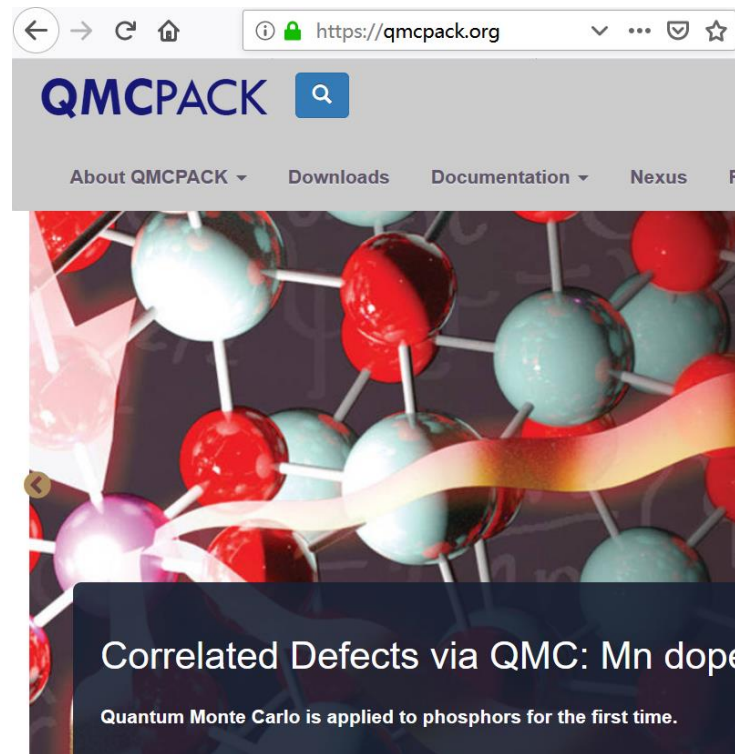 https://qmcpack.org
QMCPACK
About QMCPACK Downloads Documentation Nexus
Correlated Defects via QMC: Mn dope
Quantum Monte Carlo is applied to phosphors for the first time.